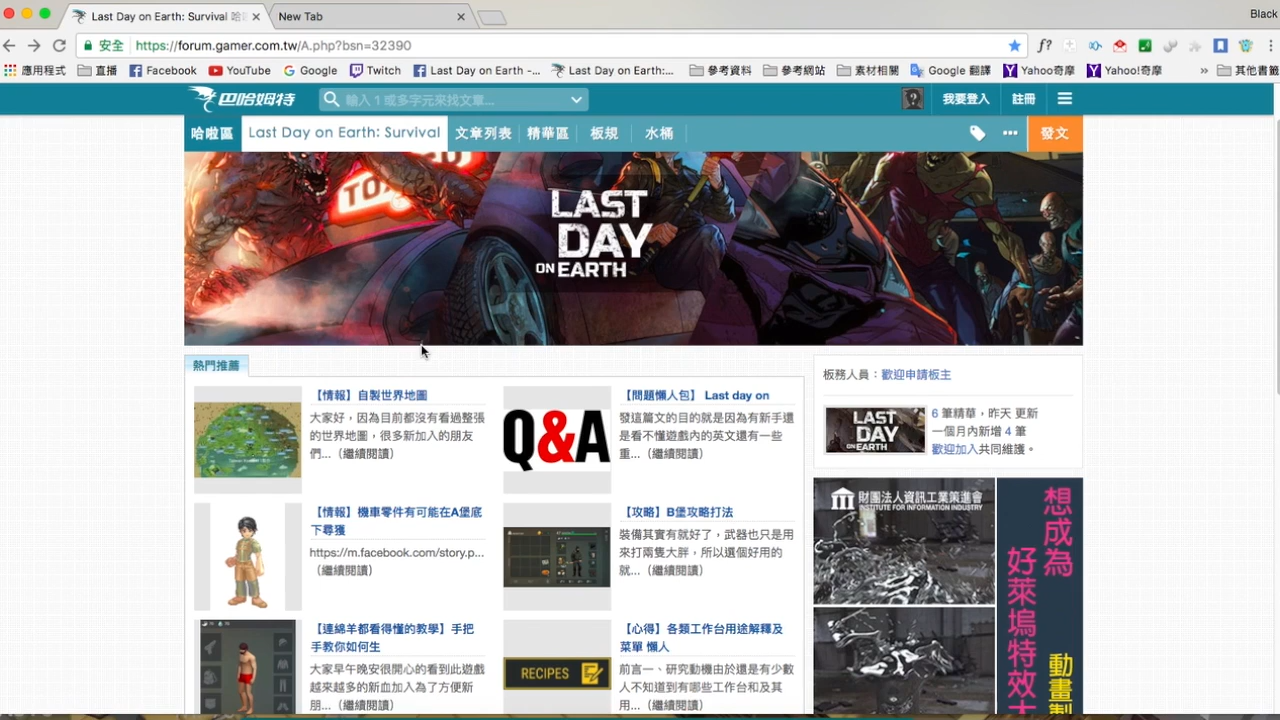 Last Day on Earth: Survival 哈
New Tab
Black
安全 https://forum.gamer.com.tw/A.php?bsn=32390
應用程式 直播 Facebook YouTube Google Twitch Last Day on Earth -... Last Day on Earth:... 參考資料 參考網站 素材相關 Google 翻譯 Yahoo奇摩 Yahoo!奇摩 » 其他書籤
巴哈姆特 輸入 1 或多字元來找文章... 我要登入 註冊
哈啦區 Last Day on Earth: Survival 文章列表 精華區 板規 水桶 發文
LAST
DAY
ON EARTH
熱門推薦
【情報】自製世界地圖
大家好，因為目前都沒有看過整張
的世界地圖，很多新加入的朋友
們...（繼續閱讀）
Q&A
【問題懶人包】 Last day on
發這篇文的目的就是因為有新手還
是看不懂遊戲內的英文還有一些
重...（繼續閱讀）
【情報】機車零件有可能在A堡底
下尋獲
https://m.facebook.com/story.p...
（繼續閱讀）
【攻略】B堡攻略打法
裝備其實有就好了，武器也只是用
來打兩隻大胖，所以選個好用的
就...（繼續閱讀）
【連綿羊都看得懂的教學】手把
手教你如何生
大家早午晚安很開心的看到此遊戲
越來越多的新血加入為了方便新
朋...（繼續閱讀）
RECIPES
【心得】各類工作台用途解釋及
菜單 懶人
前言一、研究動機由於還是有少數
人不知道到有哪些工作台和及其
用...（繼續閱讀）
板務人員：歡迎申請板主
LAST
DAY
ON EARTH
6 筆精華，昨天 更新
一個月內新增 4 筆
歡迎加入共同維護。
財團法人資訊工業策進會
INSTITUTE FOR INFORMATION INDUSTRY
想成為
好萊塢特效大
動畫製